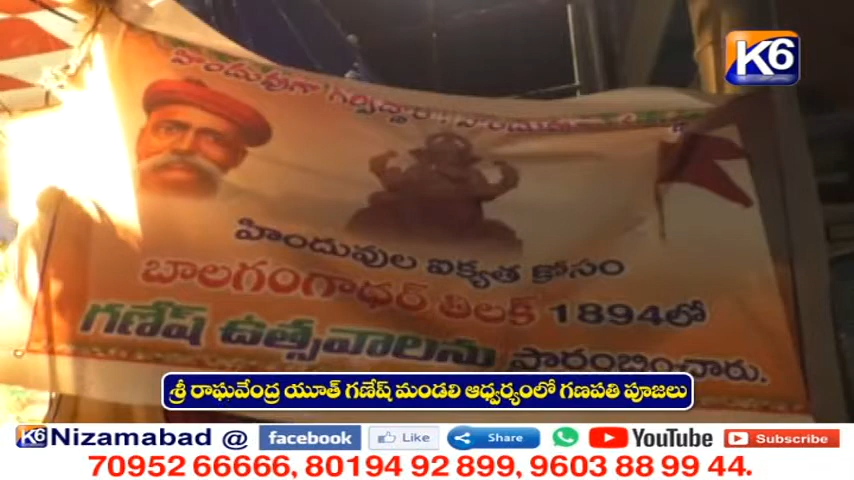 K6
హిందువుగా గర్విద్దాం
హిందువుల ఐక్యత కోసం
బాలగంగాధర్ తిలక్ 1894లో
గణేష్ ఉత్సవాలను ప్రారంభించారు.
శ్రీ రాఘవేంద్ర యూత్ గణేష్ మండలి ఆధ్వర్యంలో గణపతి పూజలు
K6 Nizamabad @ facebook Like Share YouTube Subscribe
70952 66666, 80194 92 899, 9603 88 99 44.